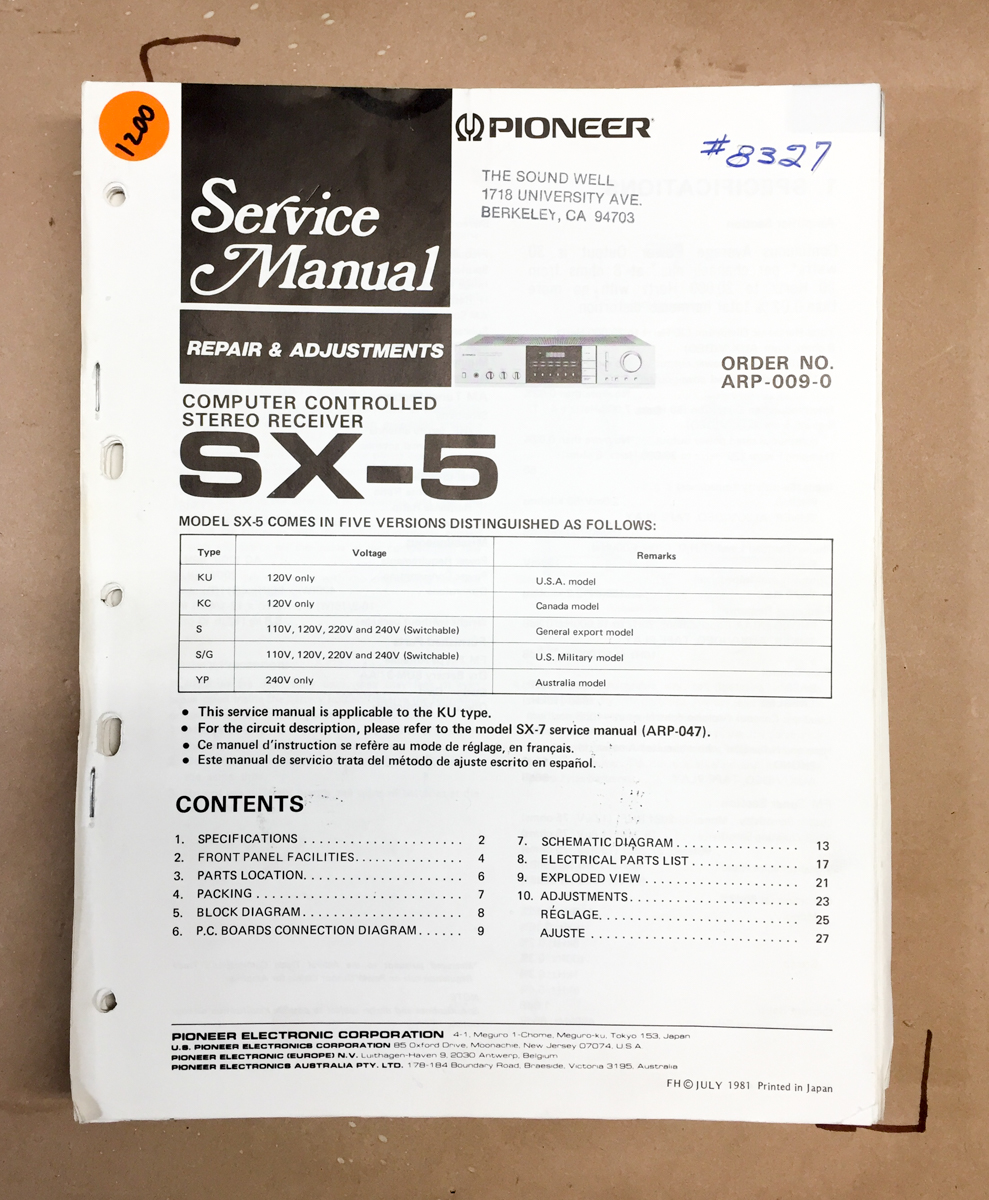 1200
PIONEER
#8327
THE SOUND WELL
1718 UNIVERSITY AVE.
BERKELEY, CA 94703
Service
Manual
REPAIR & ADJUSTMENTS
ORDER NO.
ARP-009-0
COMPUTER CONTROLLED
STEREO RECEIVER
SX-5
MODEL SX-5 COMES IN FIVE VERSIONS DISTINGUISHED AS FOLLOWS:
Type Voltage Remarks
KU 120V only U.S.A. model
KC 120V only Canada model
S 110V, 120V, 220V and 240V (Switchable) General export model
S/G 110V, 120V, 220V and 240V (Switchable) U.S. Military model
YP 240V only Australia model
● This service manual is applicable to the KU type.
● For the circuit description, please refer to the model SX-7 service manual (ARP-047).
● Ce manuel d'instruction se refère au mode de réglage, en français.
● Este manual de servicio trata del método de ajuste escrito en español.
CONTENTS
1. SPECIFICATIONS . . . . . . . . . . . . . . . . . . . . . . 2
2. FRONT PANEL FACILITIES. . . . . . . . . . . . . . . 4
3. PARTS LOCATION. . . . . . . . . . . . . . . . . . . . . . 6
4. PACKING . . . . . . . . . . . . . . . . . . . . . . . . . . . . 7
5. BLOCK DIAGRAM. . . . . . . . . . . . . . . . . . . . . . 8
6. P.C. BOARDS CONNECTION DIAGRAM. . . . . . 9
7. SCHEMATIC DIAGRAM . . . . . . . . . . . . . . . . 13
8. ELECTRICAL PARTS LIST . . . . . . . . . . . . . . 17
9. EXPLODED VIEW . . . . . . . . . . . . . . . . . . . . . 21
10. ADJUSTMENTS. . . . . . . . . . . . . . . . . . . . . . . 23
RÉGLAGE. . . . . . . . . . . . . . . . . . . . . . . . . . . 25
AJUSTE . . . . . . . . . . . . . . . . . . . . . . . . . . . . 27
PIONEER ELECTRONIC CORPORATION 4-1, Meguro 1-Chome, Meguro-ku, Tokyo 153, Japan
U.S. PIONEER ELECTRONICS CORPORATION 85 Oxford Drive, Moonachie, New Jersey 07074, U.S.A.
PIONEER ELECTRONIC (EUROPE) N.V. Luithagen-Haven 9, 2030 Antwerp, Belgium
PIONEER ELECTRONICS AUSTRALIA PTY. LTD. 178-184 Boundary Road, Braeside, Victoria 3195, Australia
FH © JULY 1981 Printed in Japan